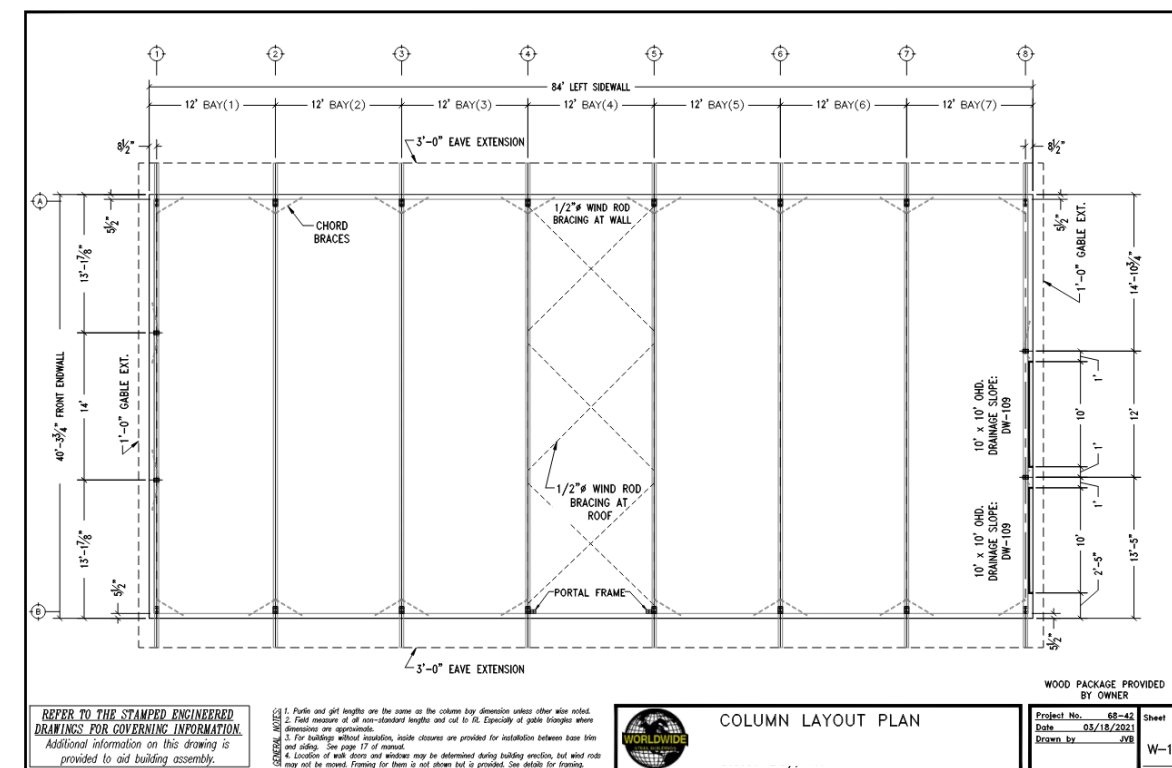 1 2 3 4 5 6 7 8
84' LEFT SIDEWALL
12' BAY(1) 12' BAY(2) 12' BAY(3) 12' BAY(4) 12' BAY(5) 12' BAY(6) 12' BAY(7)
8½"
3'-0" EAVE EXTENSION
8½"
A
5½"
CHORD
BRACES
1/2"ø WIND ROD
BRACING AT WALL
5½"
1'-0" GABLE EXT.
13'-1⅞"
14'-10¾"
40'-3¾" FRONT ENDWALL
14'
1'-0" GABLE EXT.
10' x 10' OHD.
DRAINAGE SLOPE:
DW-109
1'
10'
12'
1'
1/2"ø WIND ROD
BRACING AT
ROOF
10' x 10' OHD.
DRAINAGE SLOPE:
DW-109
1'
10'
13'-5"
2'-5"
13'-1⅞"
5½"
PORTAL FRAME
B
5½"
3'-0" EAVE EXTENSION
WOOD PACKAGE PROVIDED
BY OWNER
REFER TO THE STAMPED ENGINEERED
DRAWINGS FOR GOVERNING INFORMATION.
Additional information on this drawing is
provided to aid building assembly.
GENERAL NOTES:
1. Purlin and girt lengths are the same as the column bay dimension unless other wise noted.
2. Field measure at all non-standard lengths and cut to fit. Especially at gable triangles where
dimensions are approximate.
3. For buildings without insulation, inside closures are provided for installation between base trim
and siding. See page 17 of manual.
4. Location of walk doors and windows may be determined during building erection, but wind rods
may not be moved. Framing for them is not shown but is provided. See details for framing.
WORLDWIDE
STEEL BUILDINGS
COLUMN LAYOUT PLAN
Project No. 68-42
Date 03/18/2021
Drawn by JVB
Sheet
W-1